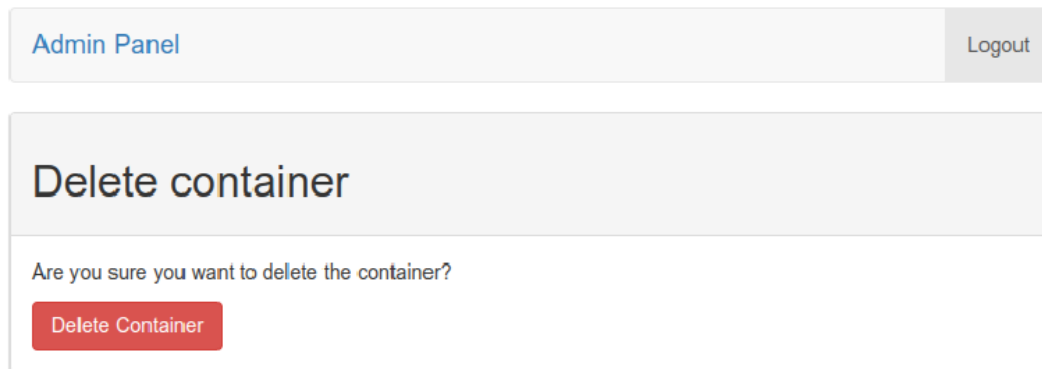 Admin Panel
Logout
Delete container
Are you sure you want to delete the container?
Delete Container